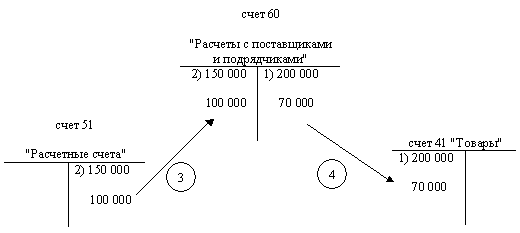 счет 60
"Расчеты с поставщиками
и подрядчиками"
2) 150 000 1) 200 000
100 000 70 000
счет 51
"Расчетные счета"
2) 150 000
100 000
3
4
счет 41 "Товары"
1) 200 000
70 000